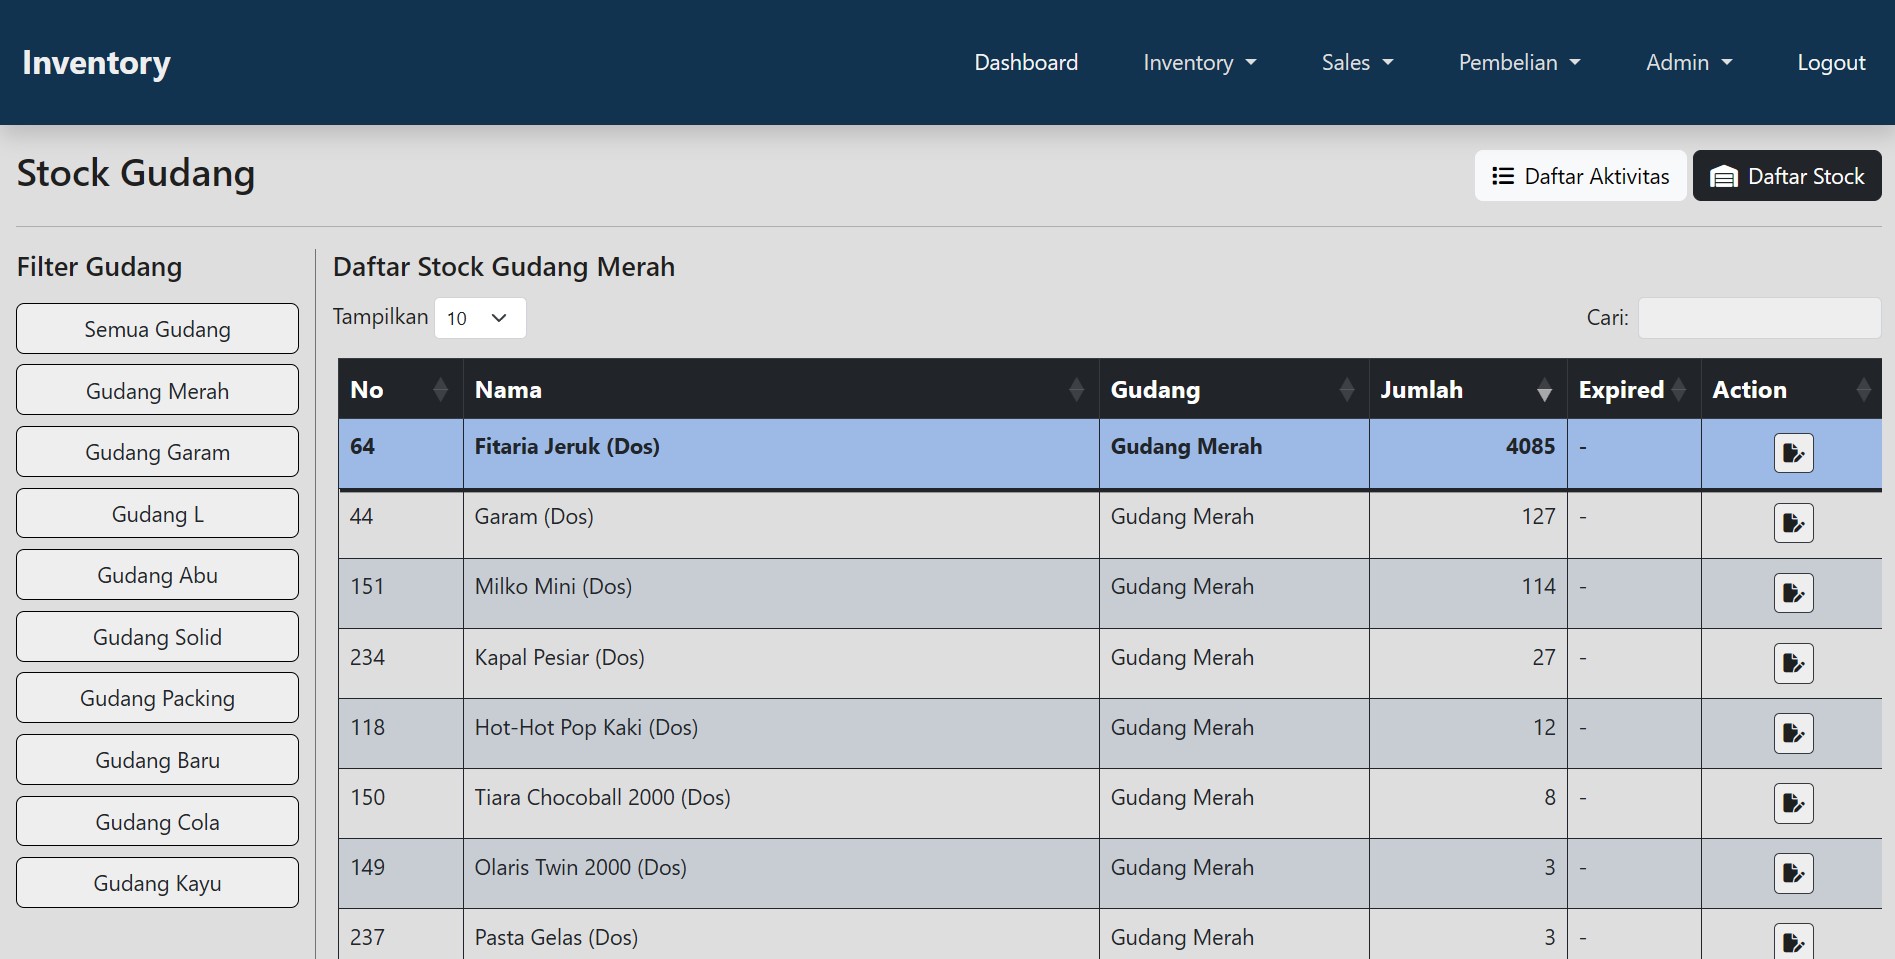 Inventory
Dashboard Inventory Sales Pembelian Admin Logout
Stock Gudang
Daftar Aktivitas Daftar Stock
Filter Gudang
Semua Gudang
Gudang Merah
Gudang Garam
Gudang L
Gudang Abu
Gudang Solid
Gudang Packing
Gudang Baru
Gudang Cola
Gudang Kayu
Daftar Stock Gudang Merah
Tampilkan 10
Cari:
No Nama Gudang Jumlah Expired Action
64 Fitaria Jeruk (Dos) Gudang Merah 4085 -
44 Garam (Dos) Gudang Merah 127 -
151 Milko Mini (Dos) Gudang Merah 114 -
234 Kapal Pesiar (Dos) Gudang Merah 27 -
118 Hot-Hot Pop Kaki (Dos) Gudang Merah 12 -
150 Tiara Chocoball 2000 (Dos) Gudang Merah 8 -
149 Olaris Twin 2000 (Dos) Gudang Merah 3 -
237 Pasta Gelas (Dos) Gudang Merah 3 -